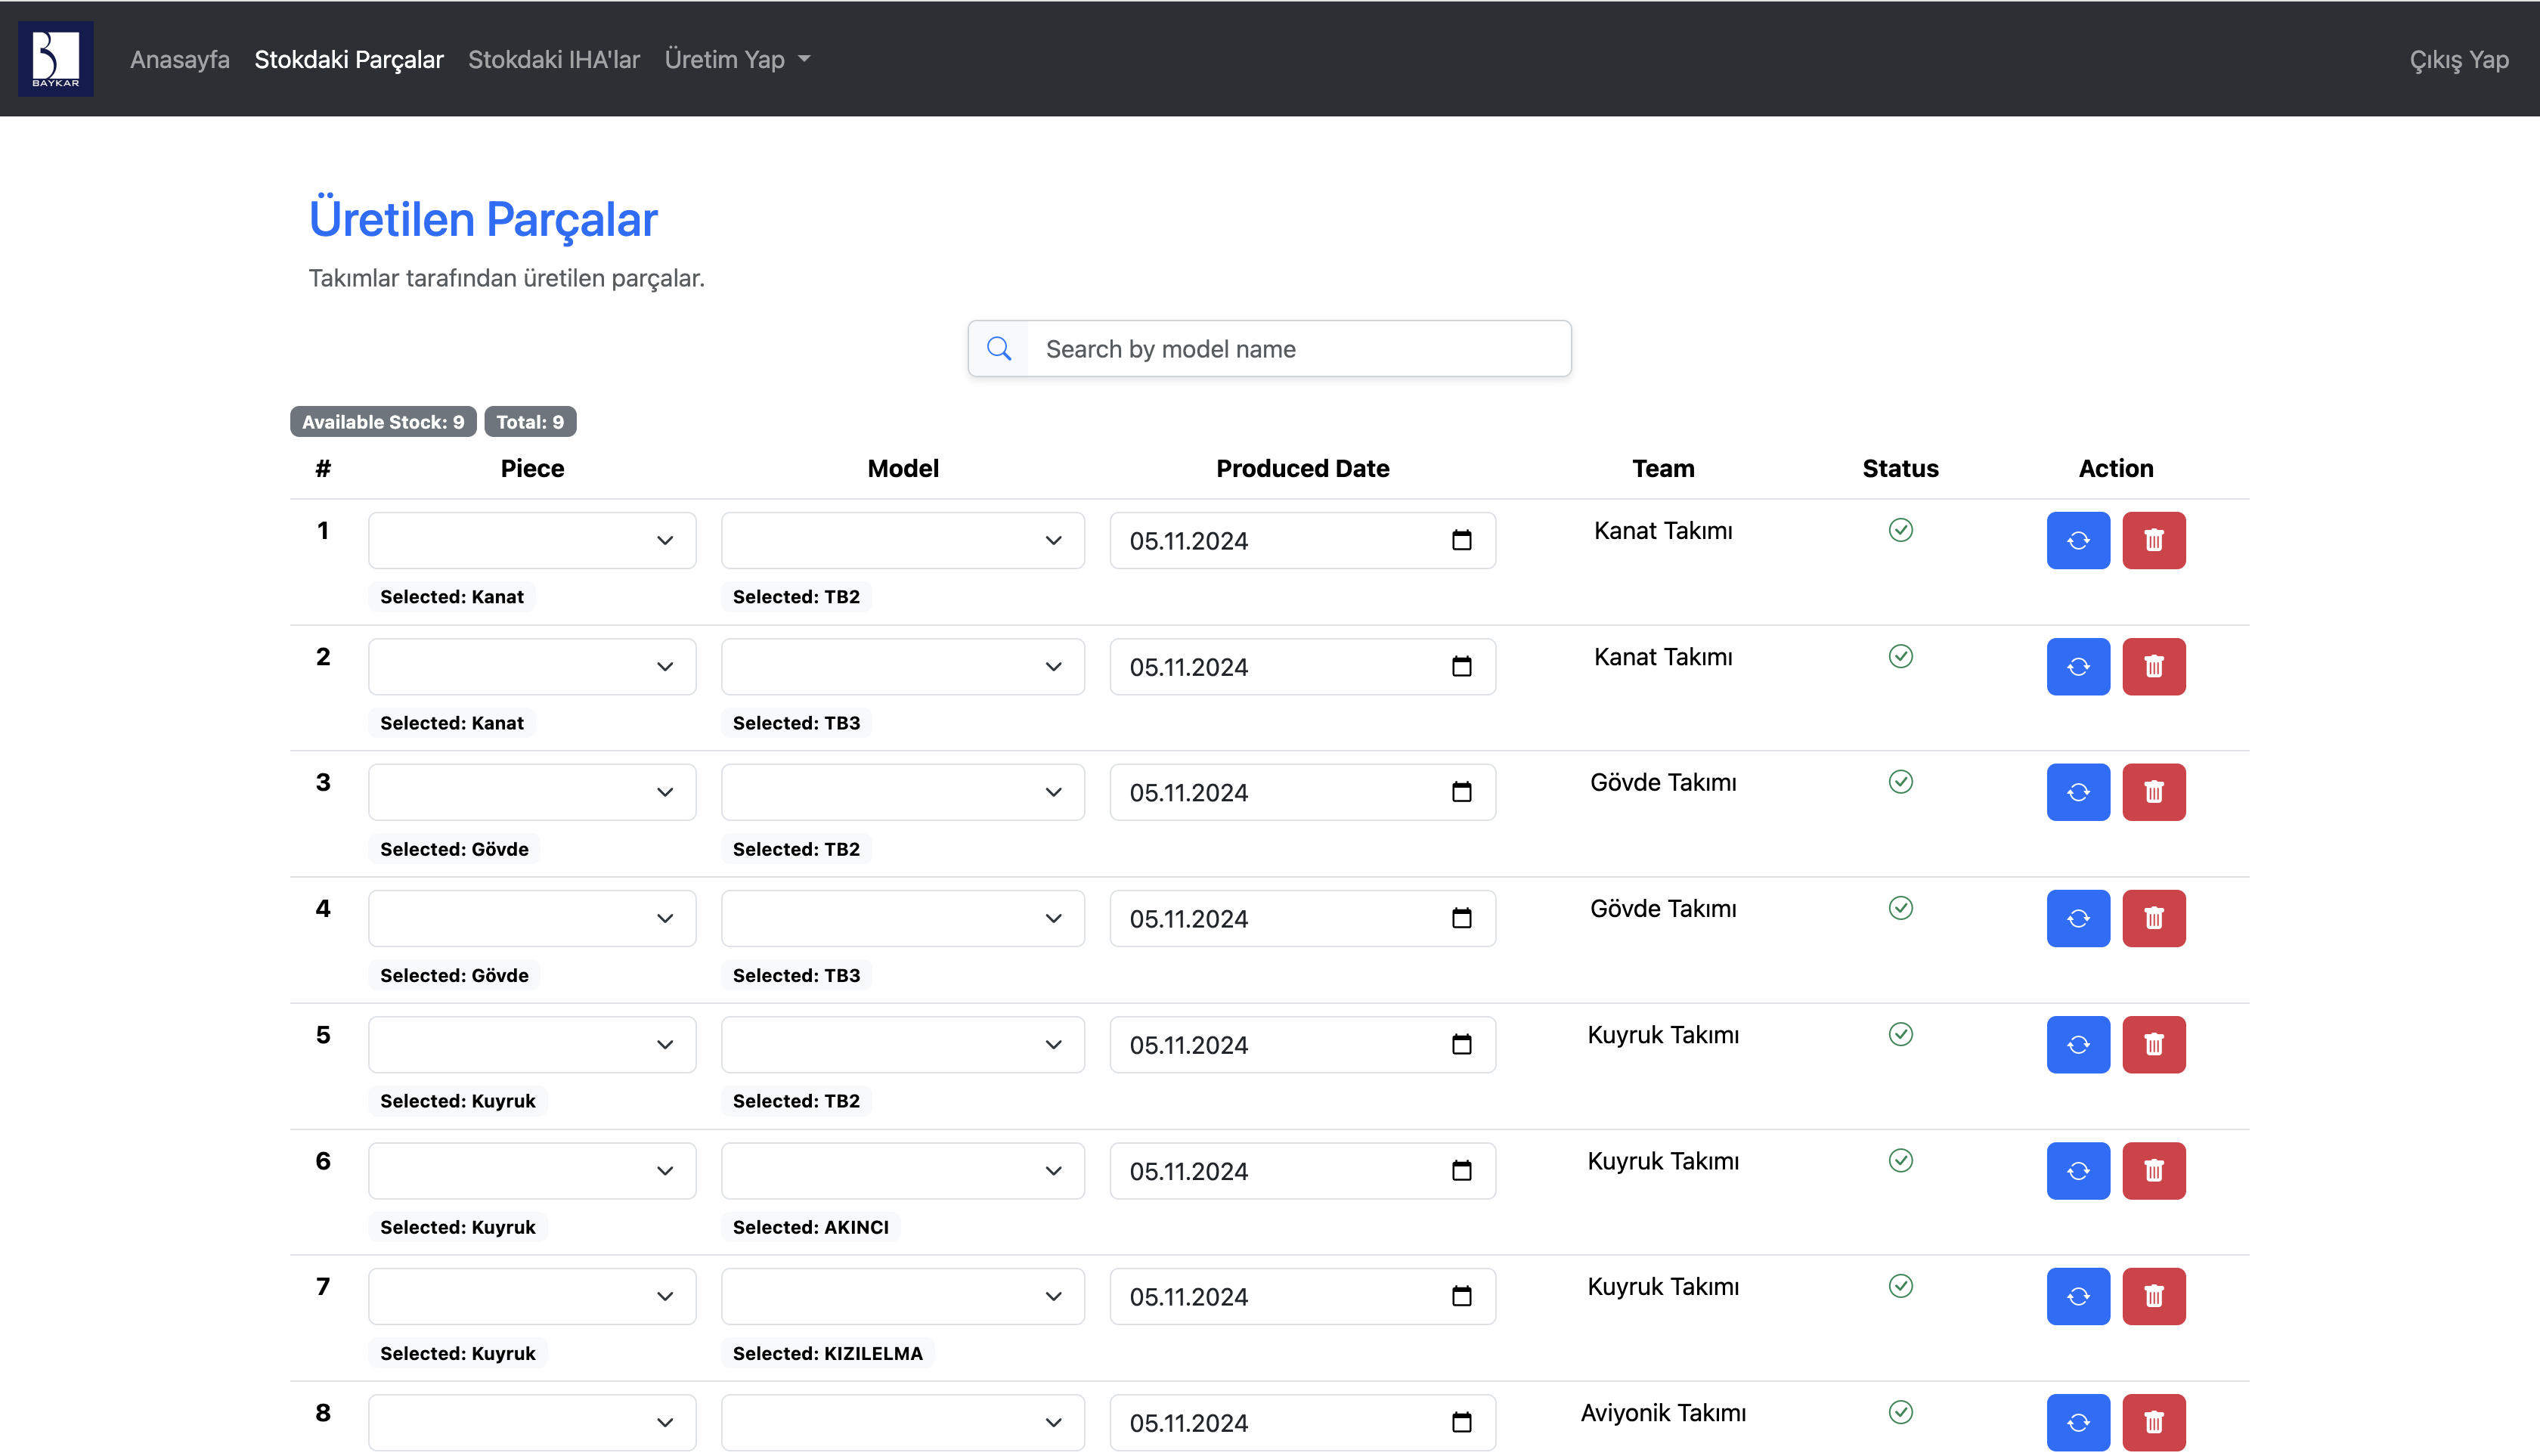 BAYKAR
Anasayfa Stokdaki Parçalar Stokdaki IHA'lar Üretim Yap Çıkış Yap
Üretilen Parçalar
Takımlar tarafından üretilen parçalar.
Search by model name
Available Stock: 9 Total: 9
# Piece Model Produced Date Team Status Action
1 05.11.2024 Kanat Takımı
Selected: Kanat Selected: TB2
2 05.11.2024 Kanat Takımı
Selected: Kanat Selected: TB3
3 05.11.2024 Gövde Takımı
Selected: Gövde Selected: TB2
4 05.11.2024 Gövde Takımı
Selected: Gövde Selected: TB3
5 05.11.2024 Kuyruk Takımı
Selected: Kuyruk Selected: TB2
6 05.11.2024 Kuyruk Takımı
Selected: Kuyruk Selected: AKINCI
7 05.11.2024 Kuyruk Takımı
Selected: Kuyruk Selected: KIZILELMA
8 05.11.2024 Aviyonik Takımı